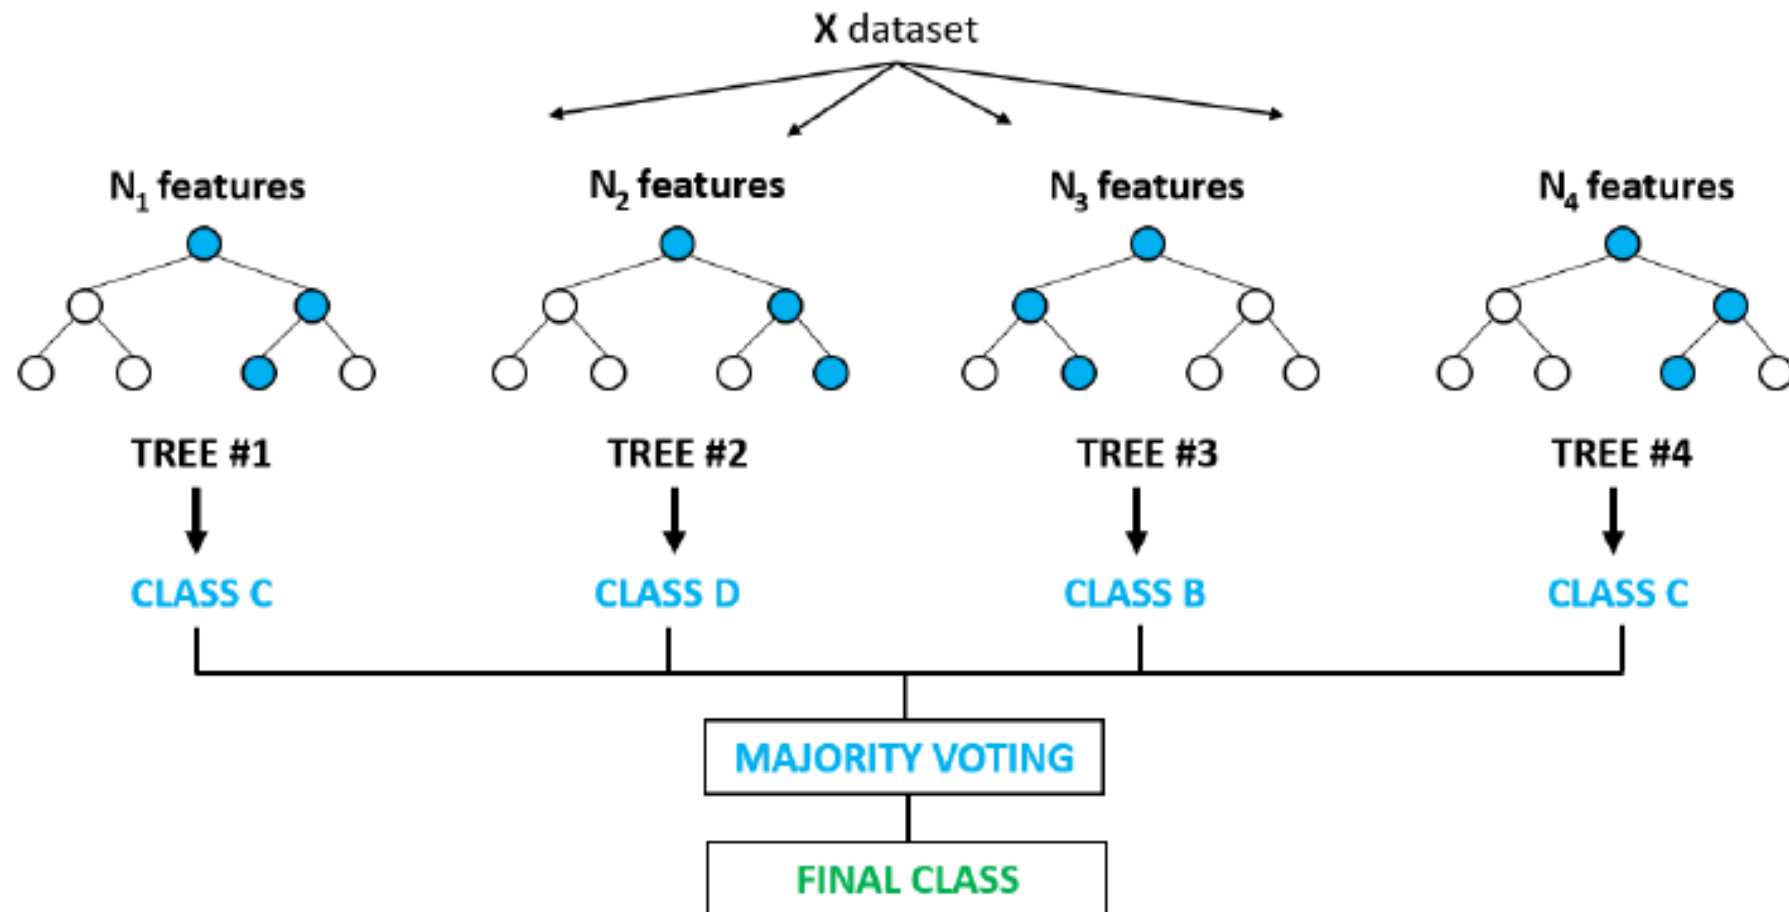 X dataset
N₁ features
N₂ features
N₃ features
N₄ features
TREE #1
TREE #2
TREE #3
TREE #4
CLASS C
CLASS D
CLASS B
CLASS C
MAJORITY VOTING
FINAL CLASS